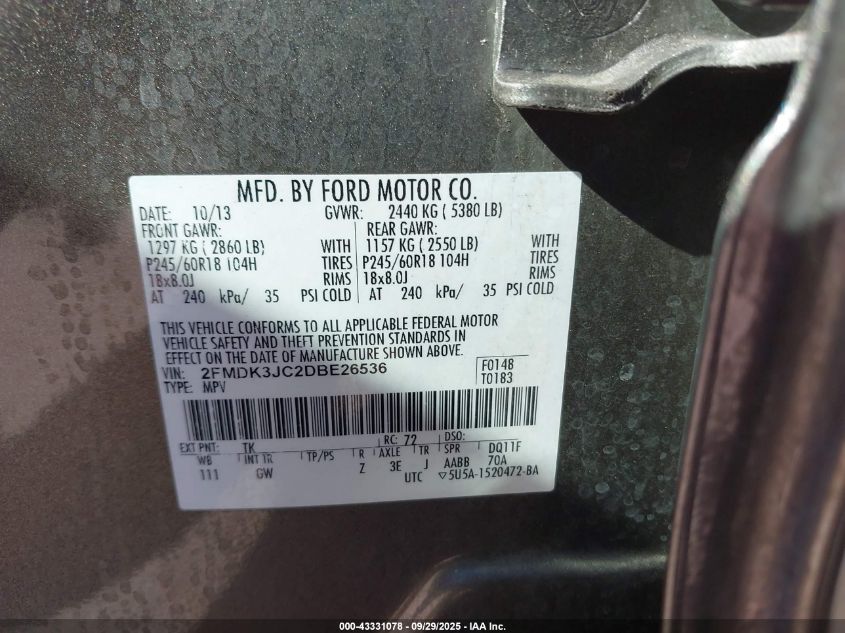 MFD. BY FORD MOTOR CO.
DATE: 10/13 GVWR: 2440 KG ( 5380 LB)
FRONT GAWR: REAR GAWR:
1297 KG ( 2860 LB) WITH 1157 KG ( 2550 LB) WITH
P245/60R18 104H TIRES P245/60R18 104H TIRES
18x8.0J RIMS 18x8.0J RIMS
AT 240 kPa/ 35 PSI COLD AT 240 kPa/ 35 PSI COLD
THIS VEHICLE CONFORMS TO ALL APPLICABLE FEDERAL MOTOR
VEHICLE SAFETY AND THEFT PREVENTION STANDARDS IN
EFFECT ON THE DATE OF MANUFACTURE SHOWN ABOVE.
VIN: 2FMDK3JC2DBE26536 F0148
TYPE: MPV T0183
EXT PNT: TK RC: 72 DSO:
WB INT TR TP/PS R AXLE TR SPR DQ11F
111 GW Z 3E J AABB 70A
UTC ▽5U5A-1520472-BA
000-43331078 - 09/29/2025 - IAA Inc.